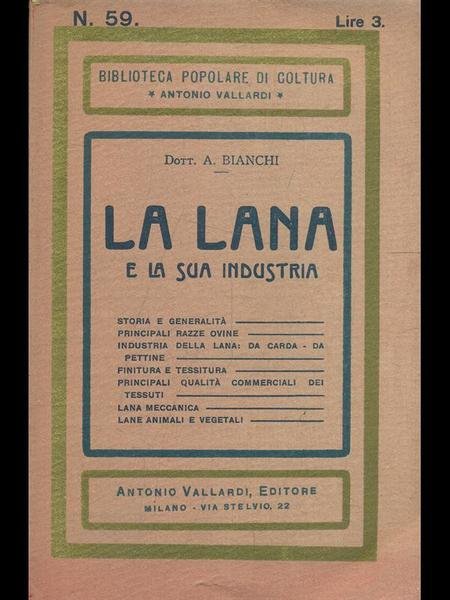 N. 59. Lire 3.
BIBLIOTECA POPOLARE DI COLTURA
* ANTONIO VALLARDI *
DOTT. A. BIANCHI
LA LANA
E LA SUA INDUSTRIA
STORIA E GENERALITÀ
PRINCIPALI RAZZE OVINE
INDUSTRIA DELLA LANA: DA CARDA - DA
PETTINE
FINITURA E TESSITURA
PRINCIPALI QUALITÀ COMMERCIALI DEI
TESSUTI
LANA MECCANICA
LANE ANIMALI E VEGETALI
ANTONIO VALLARDI, EDITORE
MILANO - VIA STELVIO, 22